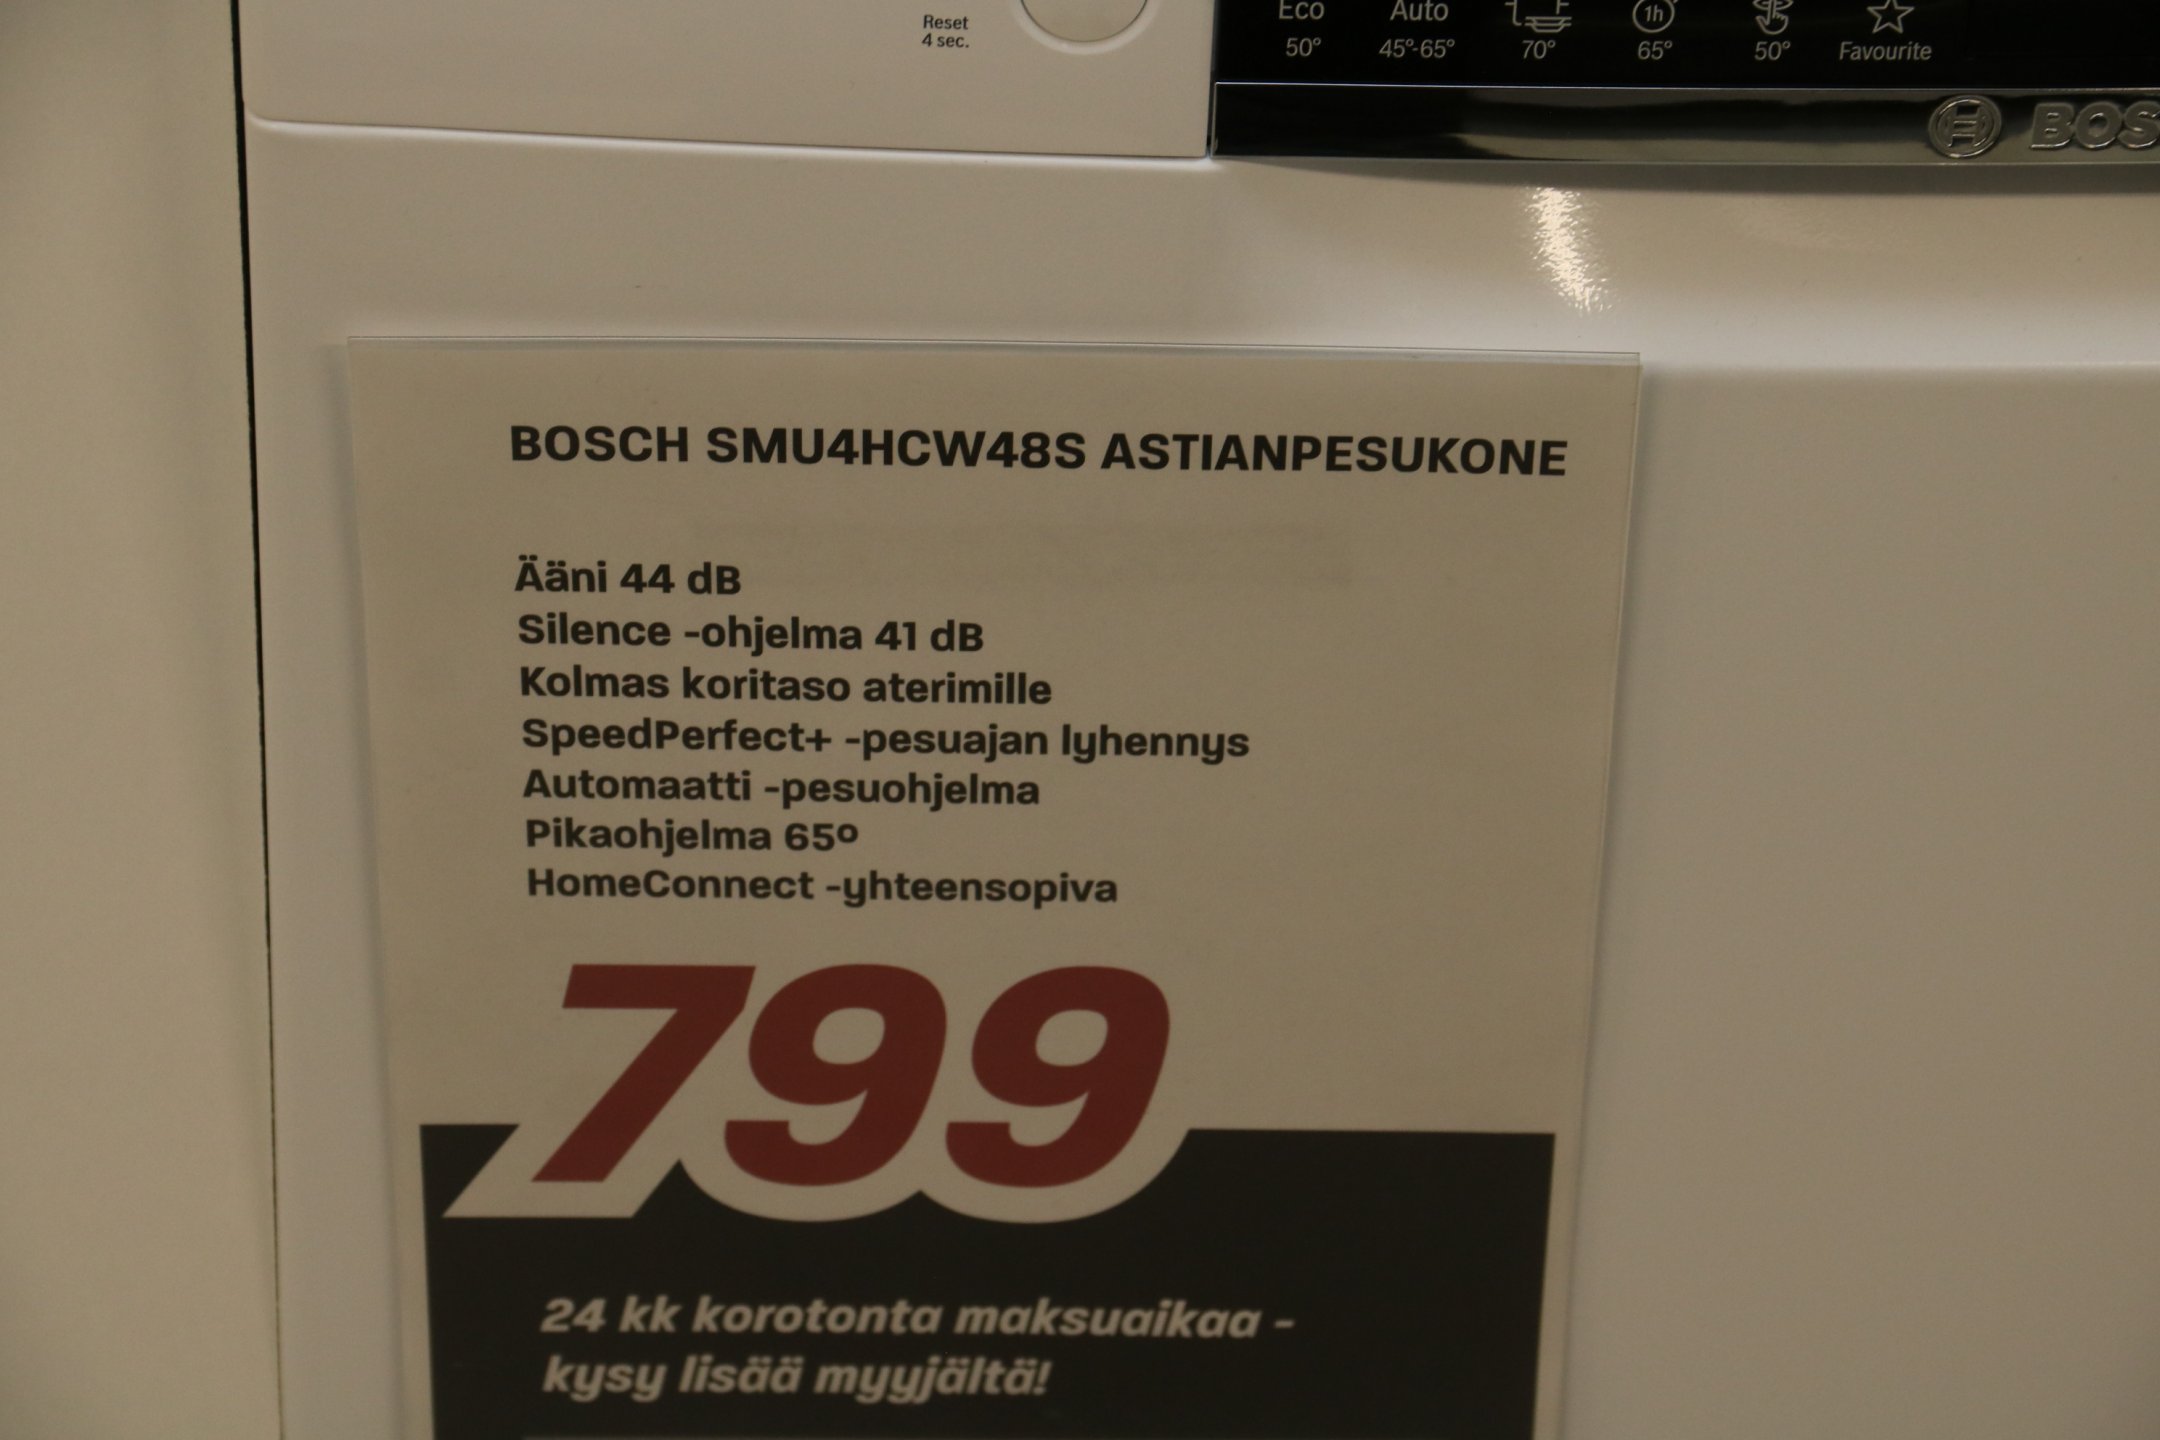 Reset
4 sec.
Eco Auto 1h
50° 45°-65° 70° 65° 50° Favourite
BOSCH SMU4HCW48S ASTIANPESUKONE
Ääni 44 dB
Silence -ohjelma 41 dB
Kolmas koritaso aterimille
SpeedPerfect+ -pesuajan lyhennys
Automaatti -pesuohjelma
Pikaohjelma 65º
HomeConnect -yhteensopiva
799
24 kk korotonta maksuaikaa -
kysy lisää myyjältä!